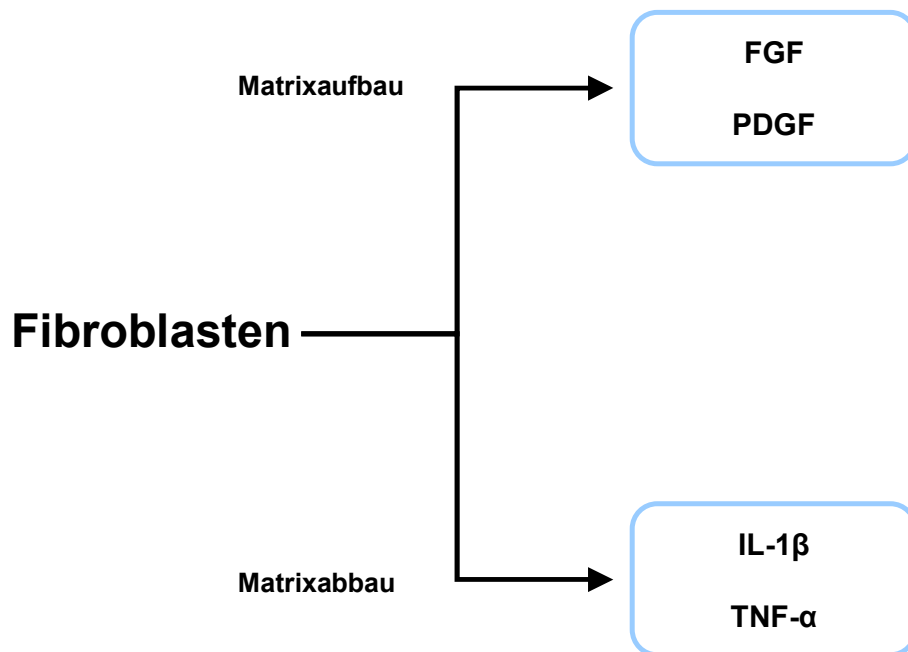 FGF
Matrixaufbau
PDGF
Fibroblasten
IL-1β
Matrixabbau
TNF-α